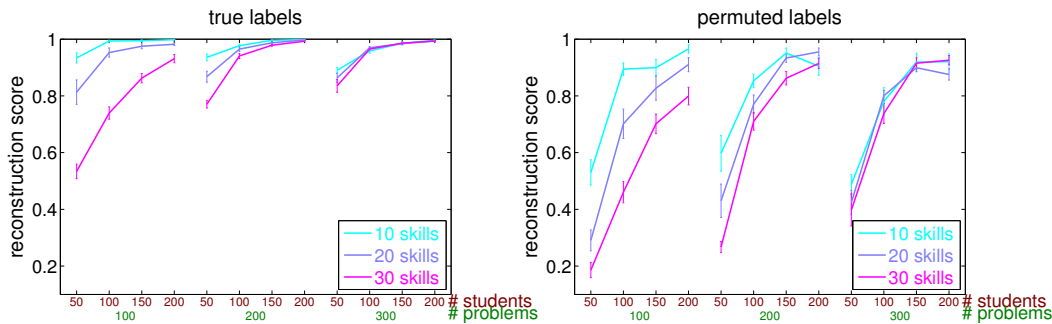 true labels
reconstruction score
1
0.8
0.6
0.4
0.2
10 skills
20 skills
30 skills
50 100 150 200 50 100 150 200 50 100 150 200 # students
100 200 300 # problems
permuted labels
reconstruction score
1
0.8
0.6
0.4
0.2
10 skills
20 skills
30 skills
50 100 150 200 50 100 150 200 50 100 150 200 # students
100 200 300 # problems